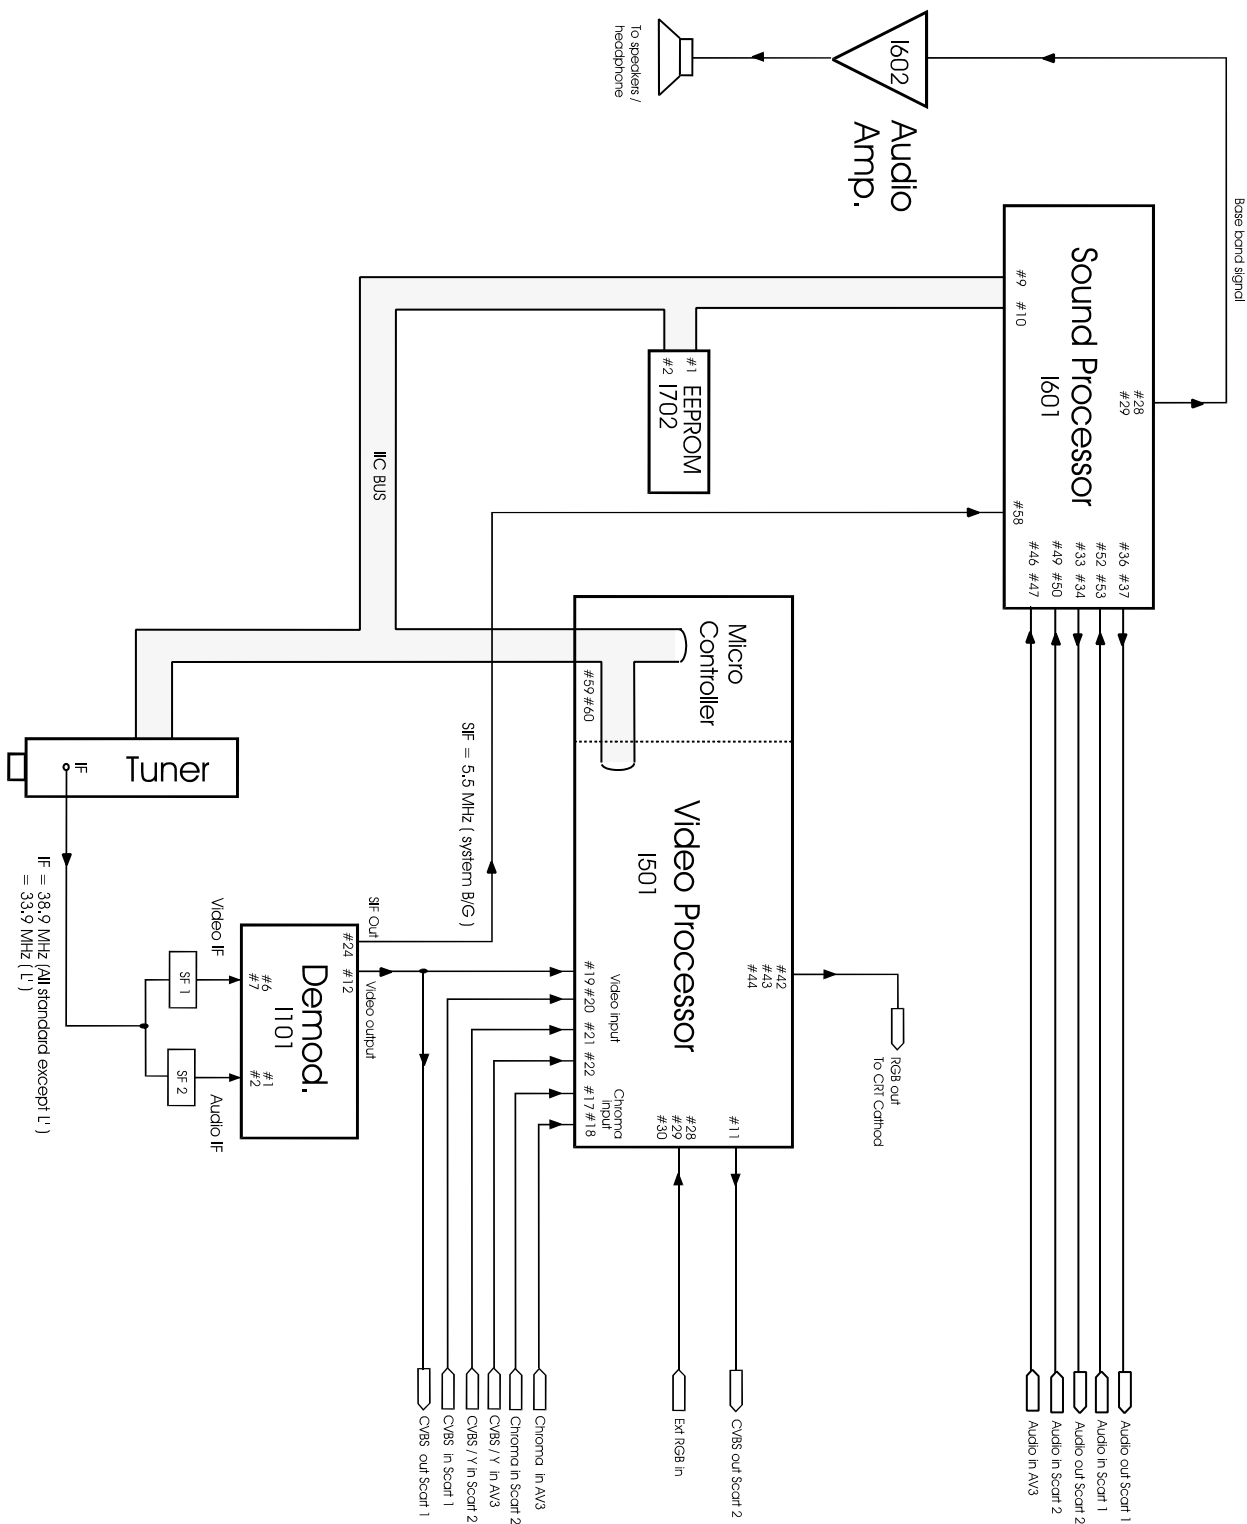 Base band signal
I602
Audio
Amp.
To speakers /
headphone
Sound Processor
I601
#9
#10
#28
#29
#58
#36 #37
#52 #53
#33 #34
#49 #50
#46 #47
#1
#2
EEPROM
I702
IIC BUS
Micro
Controller
#59 #60
Video Processor
I501
#42
#43
#44
RGB out
To CRT Cathod
SIF = 5.5 MHz ( system B/G )
Tuner
IF
IF = 38.9 MHz (All standard except L' )
= 33.9 MHz ( L' )
Video IF
SF 1
SF 2
Audio IF
#6
#7
#1
#2
Demod.
I101
#24
#12
SIF Out
Video output
Video input
#19 #20 #21 #22
Chroma
input
#17 #18
#28
#29
#30
#11
Audio out Scart 1
Audio in Scart 1
Audio out Scart 2
Audio in Scart 2
Audio in AV3
CVBS out Scart 2
Ext RGB in
Chroma in AV3
Chroma in Scart 2
CVBS / Y in AV3
CVBS / Y in Scart 2
CVBS in Scart 1
CVBS out Scart 1